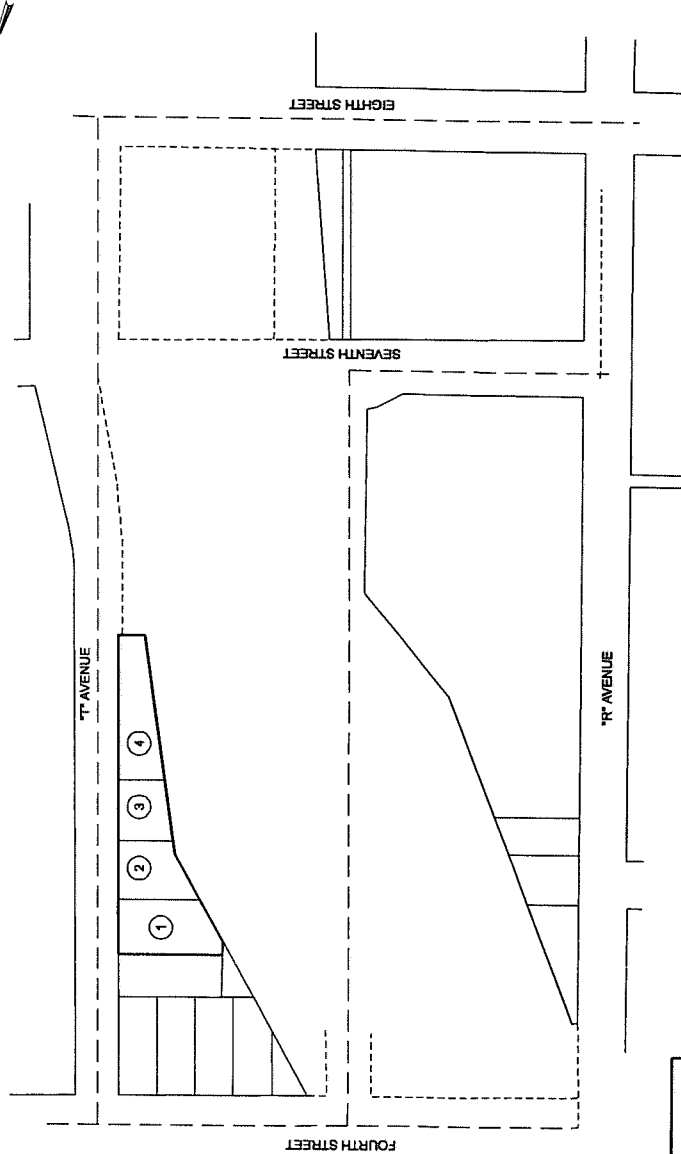 EIGHTH STREET
SEVENTH STREET
"T" AVENUE
4
3
2
1
"R" AVENUE
FOURTH STREET